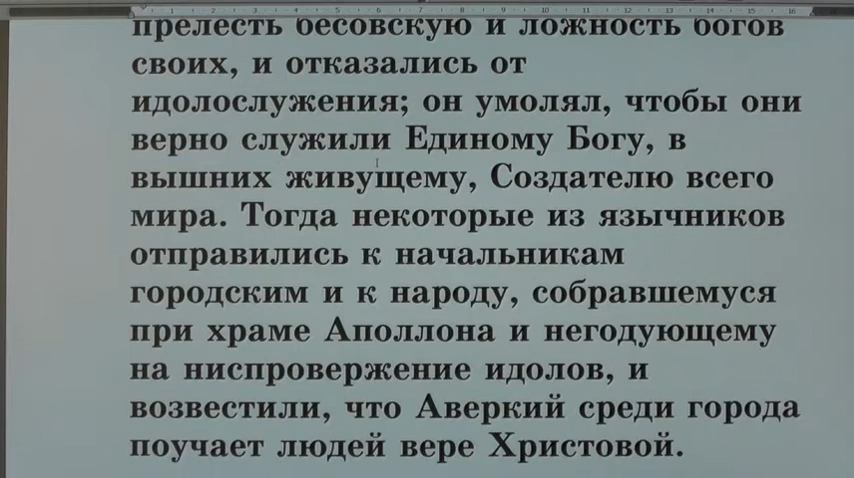 прелесть бесовскую и ложность богов
своих, и отказались от
идолослужения; он умолял, чтобы они
верно служили Единому Богу, в
вышних живущему, Создателю всего
мира. Тогда некоторые из язычников
отправились к начальникам
городским и к народу, собравшемуся
при храме Аполлона и негодующему
на ниспровержение идолов, и
возвестили, что Аверкий среди города
поучает людей вере Христовой.